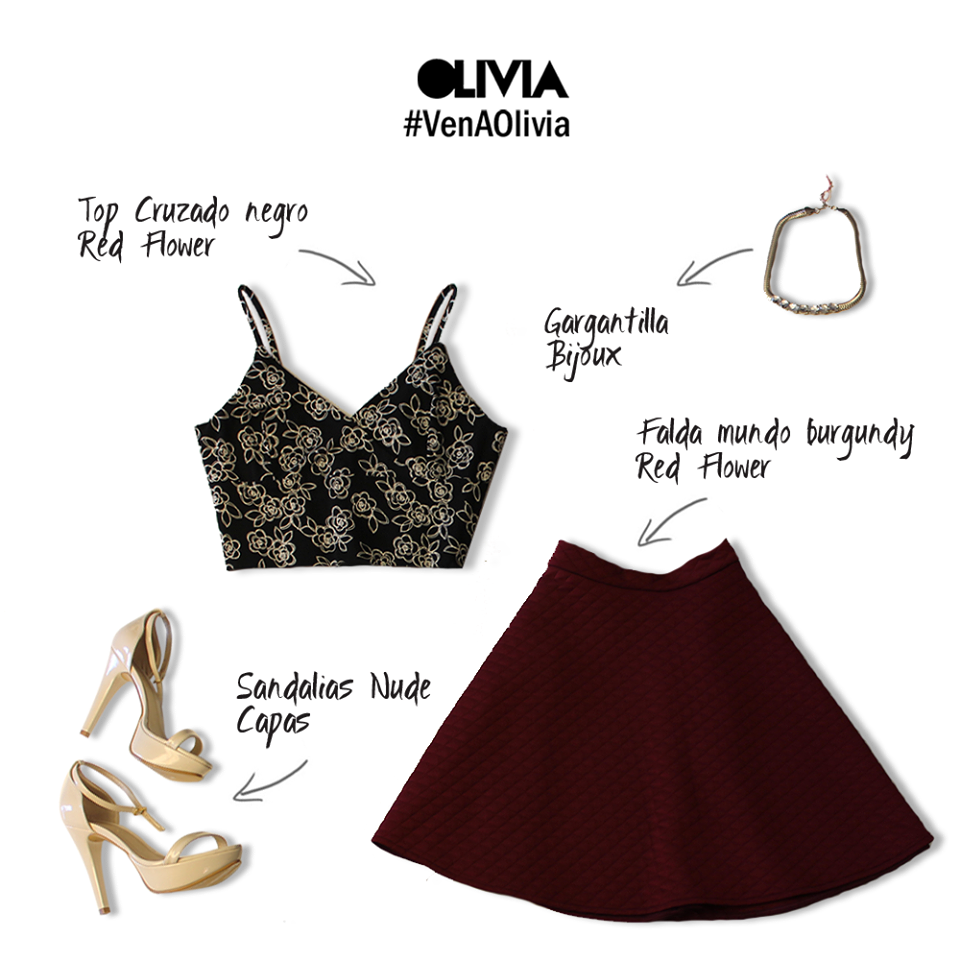 OLIVIA
#VenAOlivia
Top Cruzado negro
Red Flower
Gargantilla
Bijoux
Falda mundo burgundy
Red Flower
Sandalias Nude
Capas